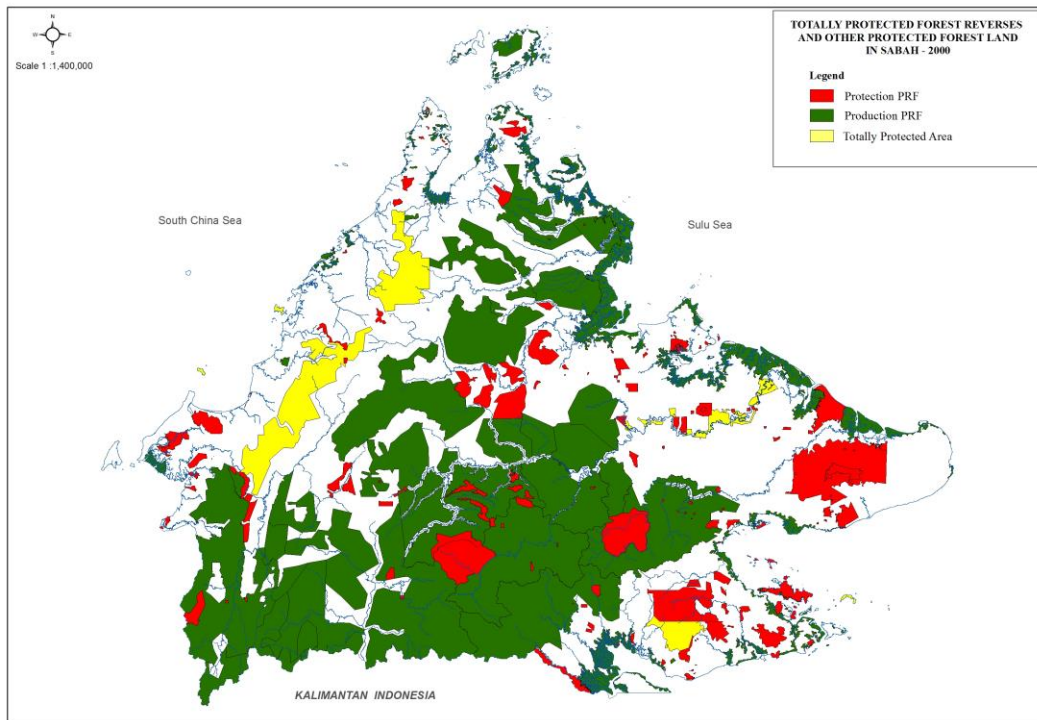 N
W E
S
Scale 1 :1,400,000
TOTALLY PROTECTED FOREST REVERSES
AND OTHER PROTECTED FOREST LAND
IN SABAH - 2000
Legend
Protection PRF
Production PRF
Totally Protected Area
South China Sea
Sulu Sea
KALIMANTAN INDONESIA